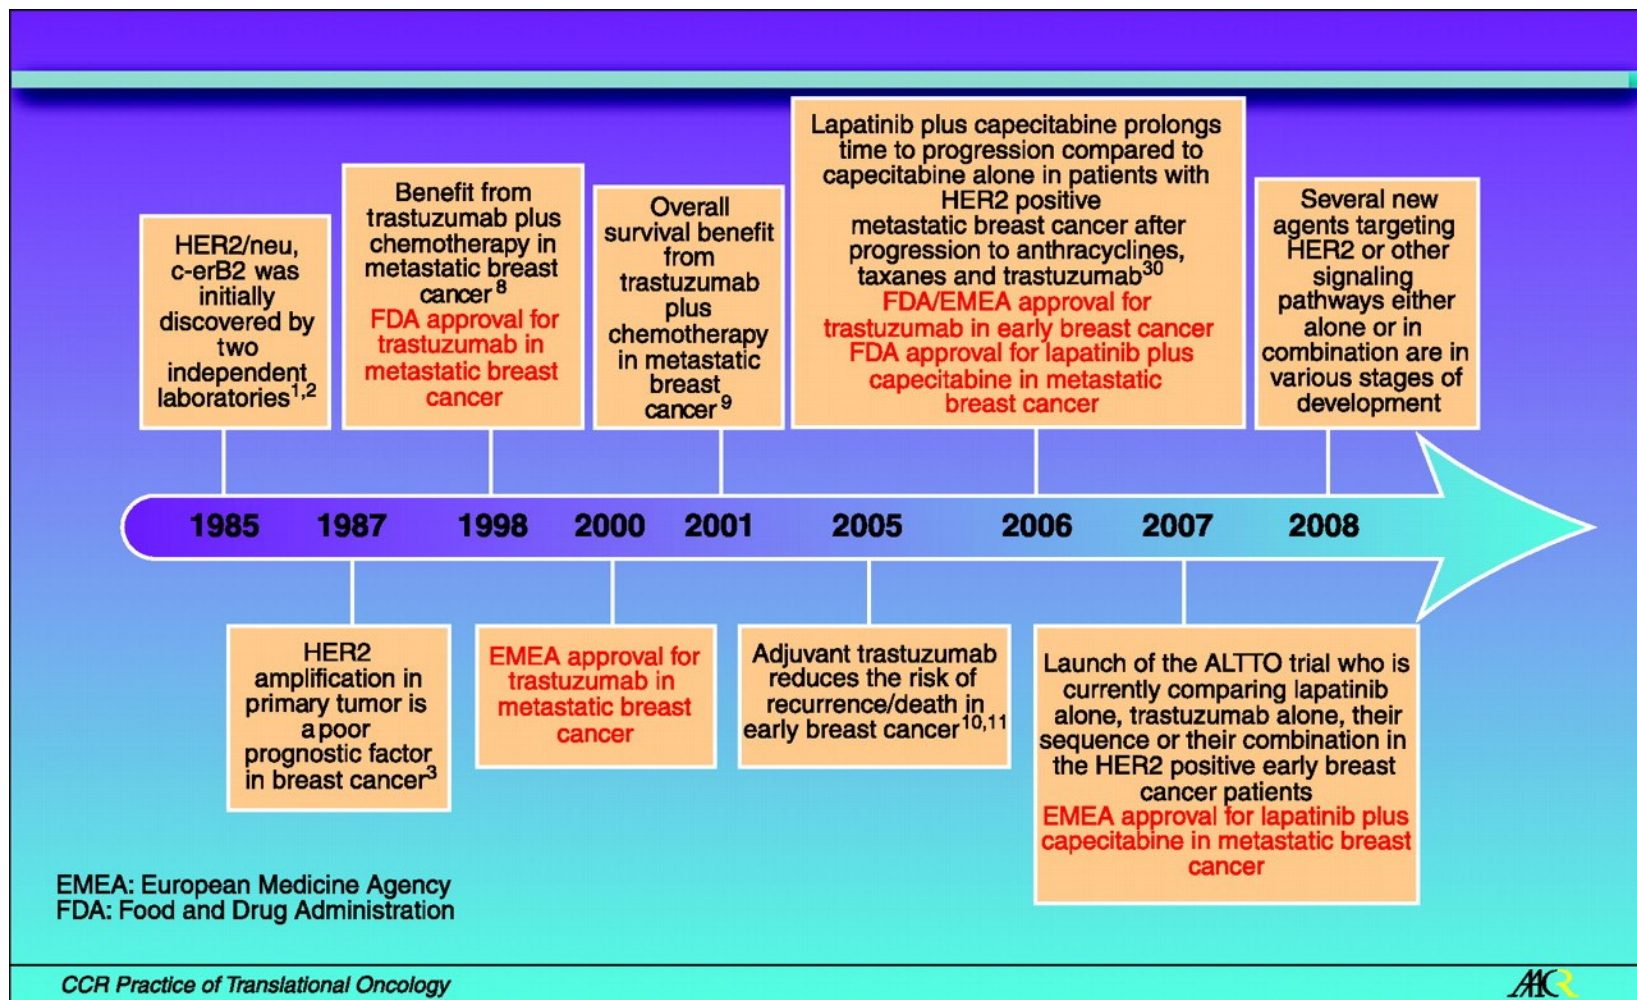 HER2/neu,
c-erB2 was
initially
discovered by
two
independent
laboratories1,2
Benefit from
trastuzumab plus
chemotherapy in
metastatic breast
cancer8
FDA approval for
trastuzumab in
metastatic breast
cancer
Overall
survival benefit
from
trastuzumab
plus
chemotherapy
in metastatic
breast
cancer9
Lapatinib plus capecitabine prolongs
time to progression compared to
capecitabine alone in patients with
HER2 positive
metastatic breast cancer after
progression to anthracyclines,
taxanes and trastuzumab30
FDA/EMEA approval for
trastuzumab in early breast cancer
FDA approval for lapatinib plus
capecitabine in metastatic
breast cancer
Several new
agents targeting
HER2 or other
signaling
pathways either
alone or in
combination are in
various stages of
development
1985 1987 1998 2000 2001 2005 2006 2007 2008
HER2
amplification in
primary tumor is
a poor
prognostic factor
in breast cancer3
EMEA approval for
trastuzumab in
metastatic breast
cancer
Adjuvant trastuzumab
reduces the risk of
recurrence/death in
early breast cancer10,11
Launch of the ALTTO trial who is
currently comparing lapatinib
alone, trastuzumab alone, their
sequence or their combination in
the HER2 positive early breast
cancer patients
EMEA approval for lapatinib plus
capecitabine in metastatic breast
cancer
EMEA: European Medicine Agency
FDA: Food and Drug Administration
CCR Practice of Translational Oncology
AACR